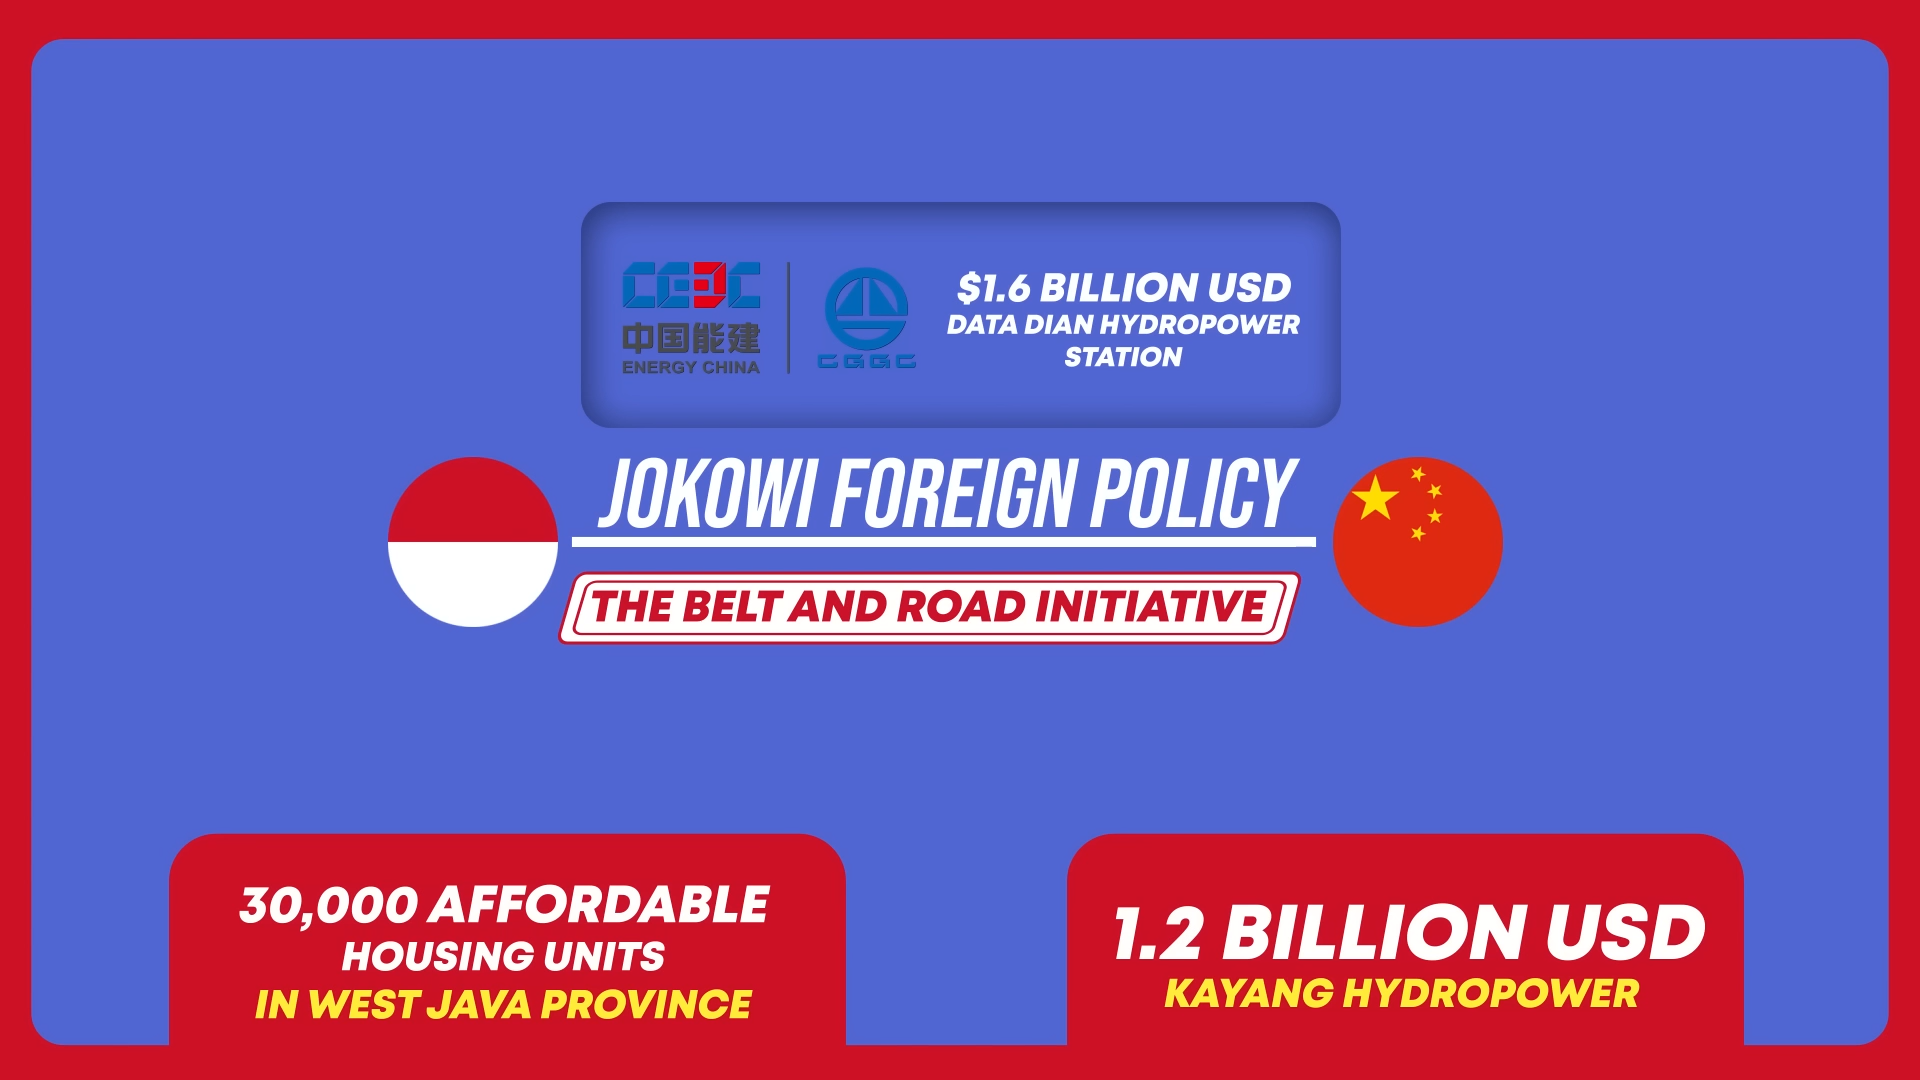 CEEC
中国能建
ENERGY CHINA
CGGC
$1.6 BILLION USD
DATA DIAN HYDROPOWER
STATION
JOKOWI FOREIGN POLICY
THE BELT AND ROAD INITIATIVE
30,000 AFFORDABLE
HOUSING UNITS
IN WEST JAVA PROVINCE
1.2 BILLION USD
KAYANG HYDROPOWER